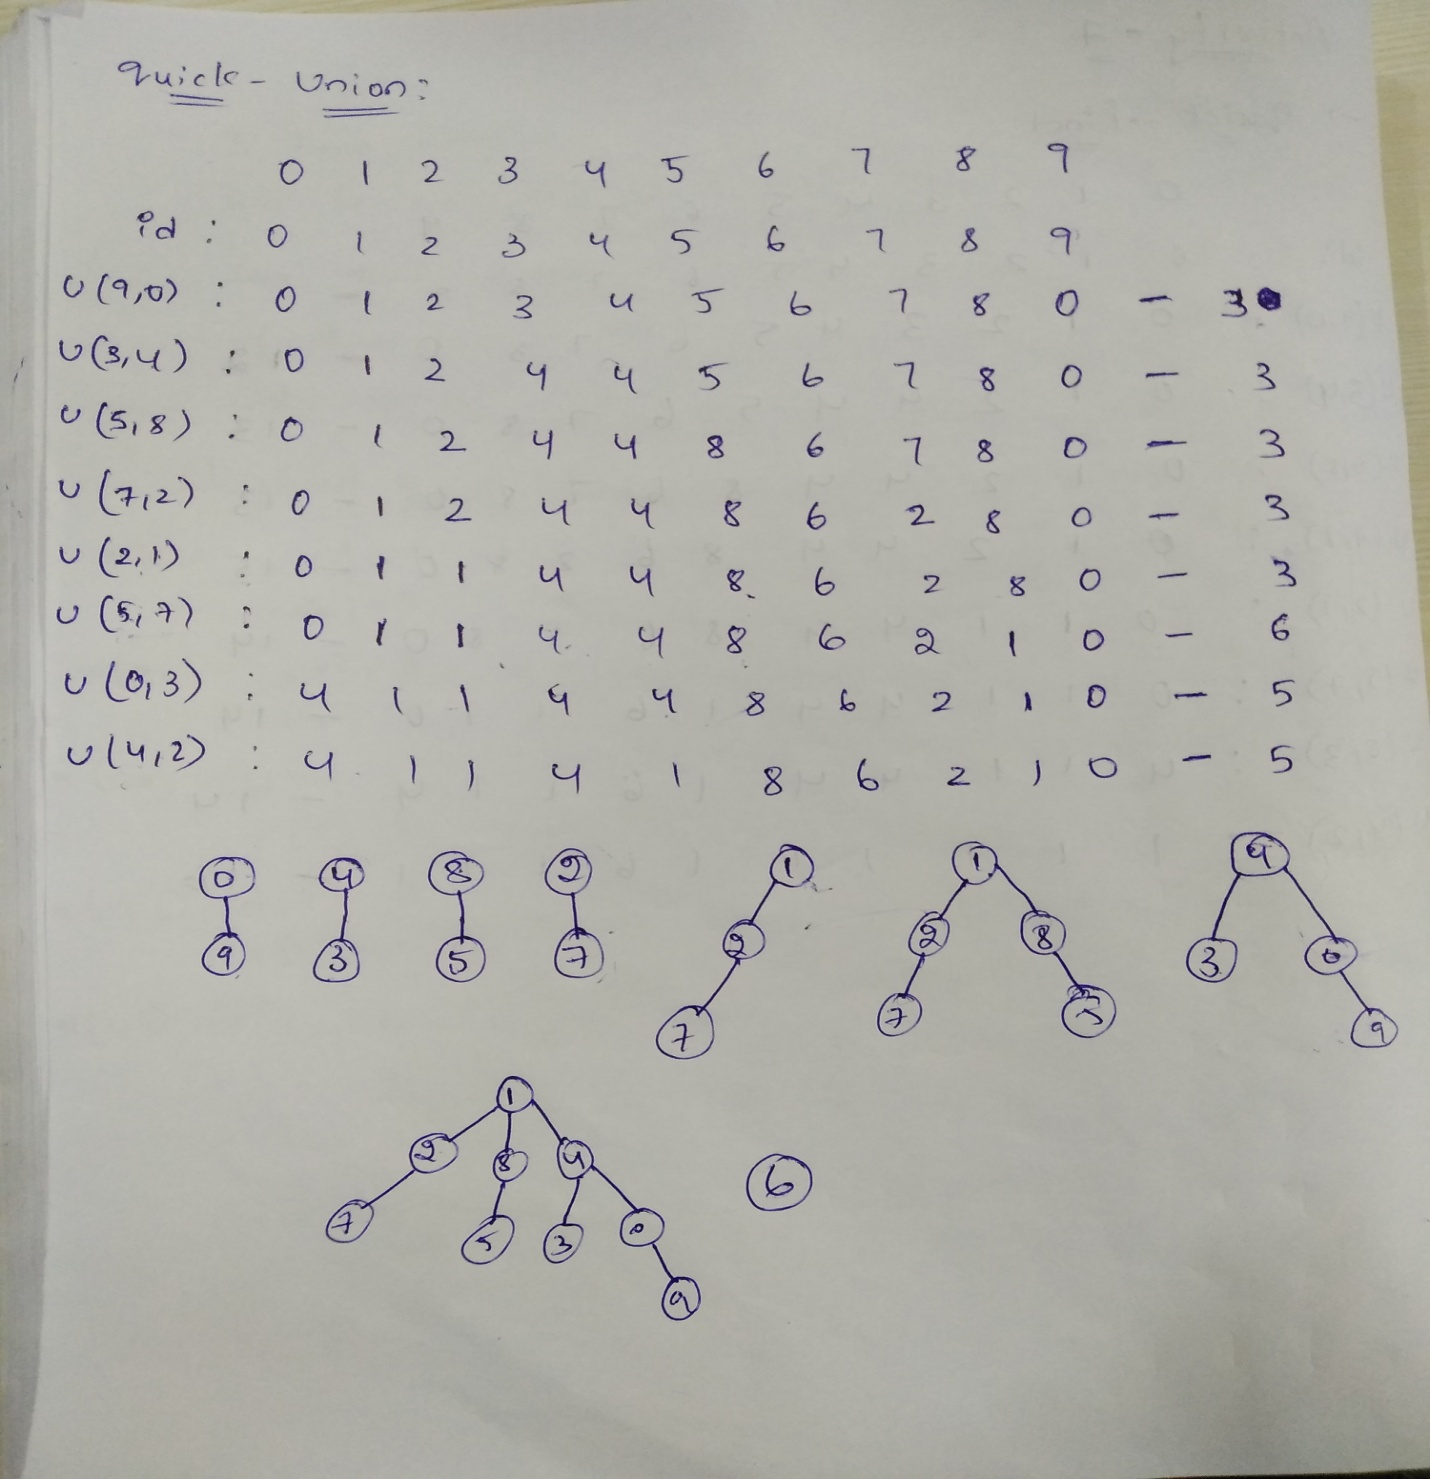 Quick - Union:
0 1 2 3 4 5 6 7 8 9
id : 0 1 2 3 4 5 6 7 8 9
U(9,0) : 0 1 2 3 4 5 6 7 8 0 - 3
U(3,4) : 0 1 2 4 4 5 6 7 8 0 - 3
U(5,8) : 0 1 2 4 4 8 6 7 8 0 - 3
U(7,2) : 0 1 2 4 4 8 6 2 8 0 - 3
U(2,1) : 0 1 1 4 4 8 6 2 8 0 - 3
U(5,7) : 0 1 1 4 4 8 6 2 1 0 - 6
U(0,3) : 4 1 1 4 4 8 6 2 1 0 - 5
U(4,2) : 4 1 1 4 1 8 6 2 1 0 - 5
0 4 8 2 1 1 4
9 3 5 7 2 2 8 3 0
7 7 5 9
1
2 8 4 6
7 5 3 0
9